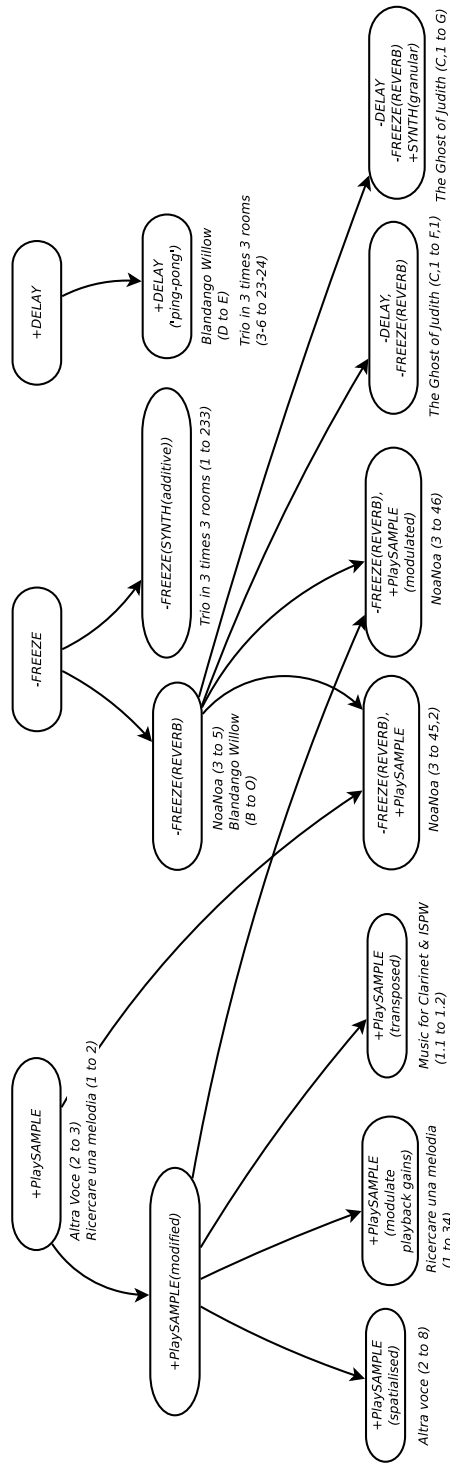 +PlaySAMPLE
Altra Voce (2 to 3)
Ricercare una melodia (1 to 2)
-FREEZE
+DELAY
+PlaySAMPLE(modified)
-FREEZE(REVERB)
NoaNoa (3 to 5)
Blandango Willow
(B to O)
-FREEZE(SYNTH(additive))
Trio in 3 times 3 rooms (1 to 233)
+DELAY
('ping-pong')
Blandango Willow
(D to E)
Trio in 3 times 3 rooms
(3-6 to 23-24)
+PlaySAMPLE
(spatialised)
Altra voce (2 to 8)
+PlaySAMPLE
(modulate
playback gains)
Ricercare una melodia
(1 to 34)
+PlaySAMPLE
(transposed)
Music for Clarinet & ISPW
(1.1 to 1.2)
-FREEZE(REVERB),
+PlaySAMPLE
NoaNoa (3 to 45,2)
-FREEZE(REVERB),
+PlaySAMPLE
(modulated)
NoaNoa (3 to 46)
-DELAY,
-FREEZE(REVERB)
The Ghost of Judith (C,1 to F,1)
-DELAY
-FREEZE(REVERB)
+SYNTH(granular)
The Ghost of Judith (C,1 to G)